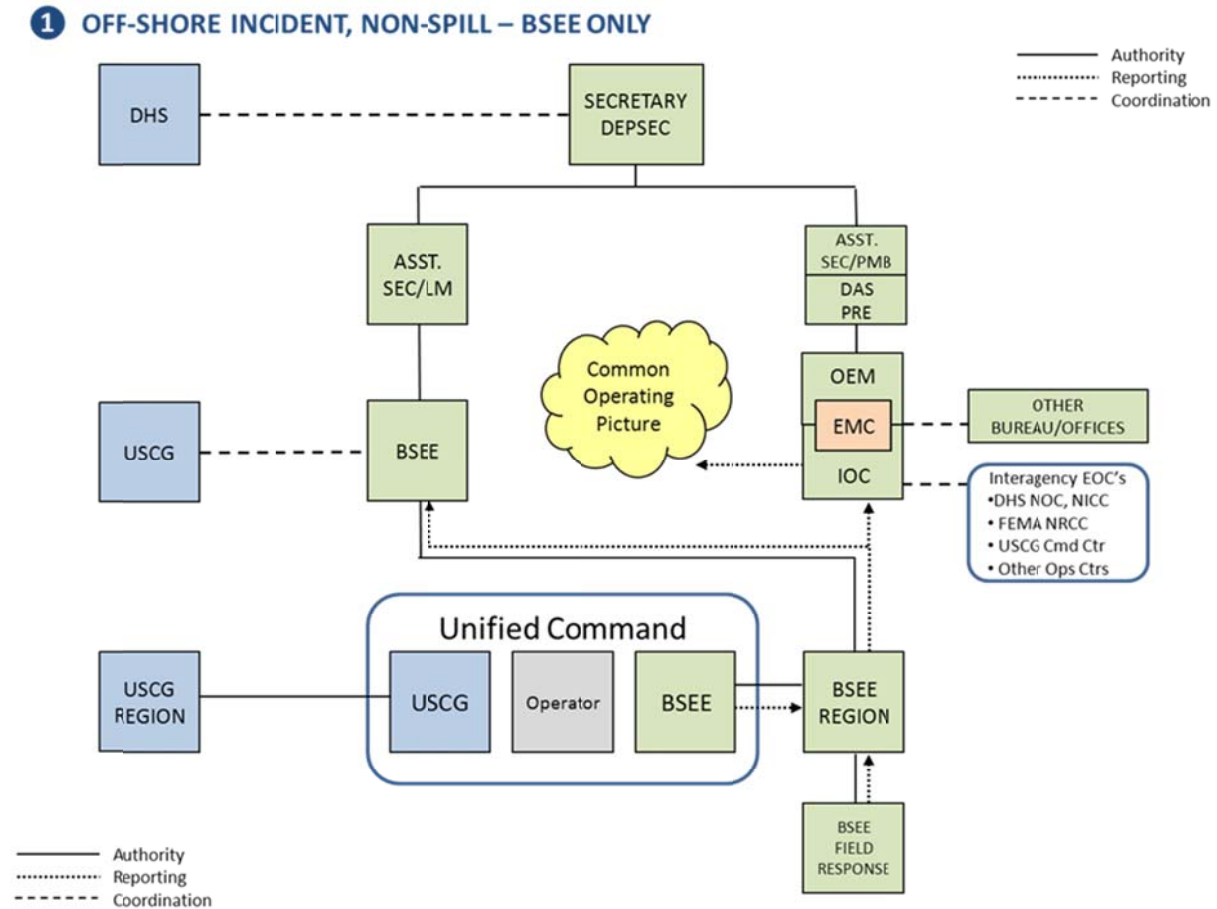 1 OFF-SHORE INCIDENT, NON-SPILL – BSEE ONLY
Authority
Reporting
Coordination
DHS
SECRETARY
DEPSEC
ASST.
SEC/LM
ASST.
SEC/PMB
DAS
PRE
Common
Operating
Picture
OEM
EMC
IOC
OTHER
BUREAU/OFFICES
USCG
BSEE
Interagency EOC's
•DHS NOC, NICC
• FEMA NRCC
• USCG Cmd Ctr
• Other Ops Ctrs
Unified Command
USCG
REGION
USCG
Operator
BSEE
BSEE
REGION
BSEE
FIELD
RESPONSE
Authority
Reporting
Coordination